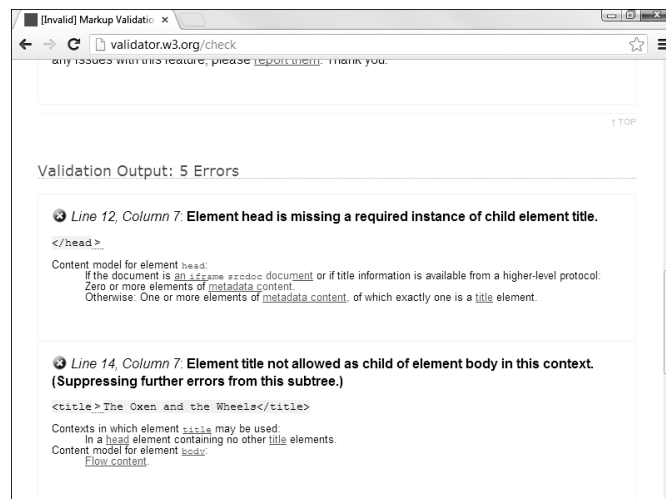 [Invalid] Markup Validatio
validator.w3.org/check
any issues with this feature, please report them. Thank you.
↑ TOP
Validation Output: 5 Errors
Line 12, Column 7: Element head is missing a required instance of child element title.
</head>
Content model for element head:
If the document is an iframe srcdoc document or if title information is available from a higher-level protocol:
Zero or more elements of metadata content.
Otherwise: One or more elements of metadata content, of which exactly one is a title element.
Line 14, Column 7: Element title not allowed as child of element body in this context.
(Suppressing further errors from this subtree.)
<title>The Oxen and the Wheels</title>
Contexts in which element title may be used:
In a head element containing no other title elements.
Content model for element body:
Flow content.